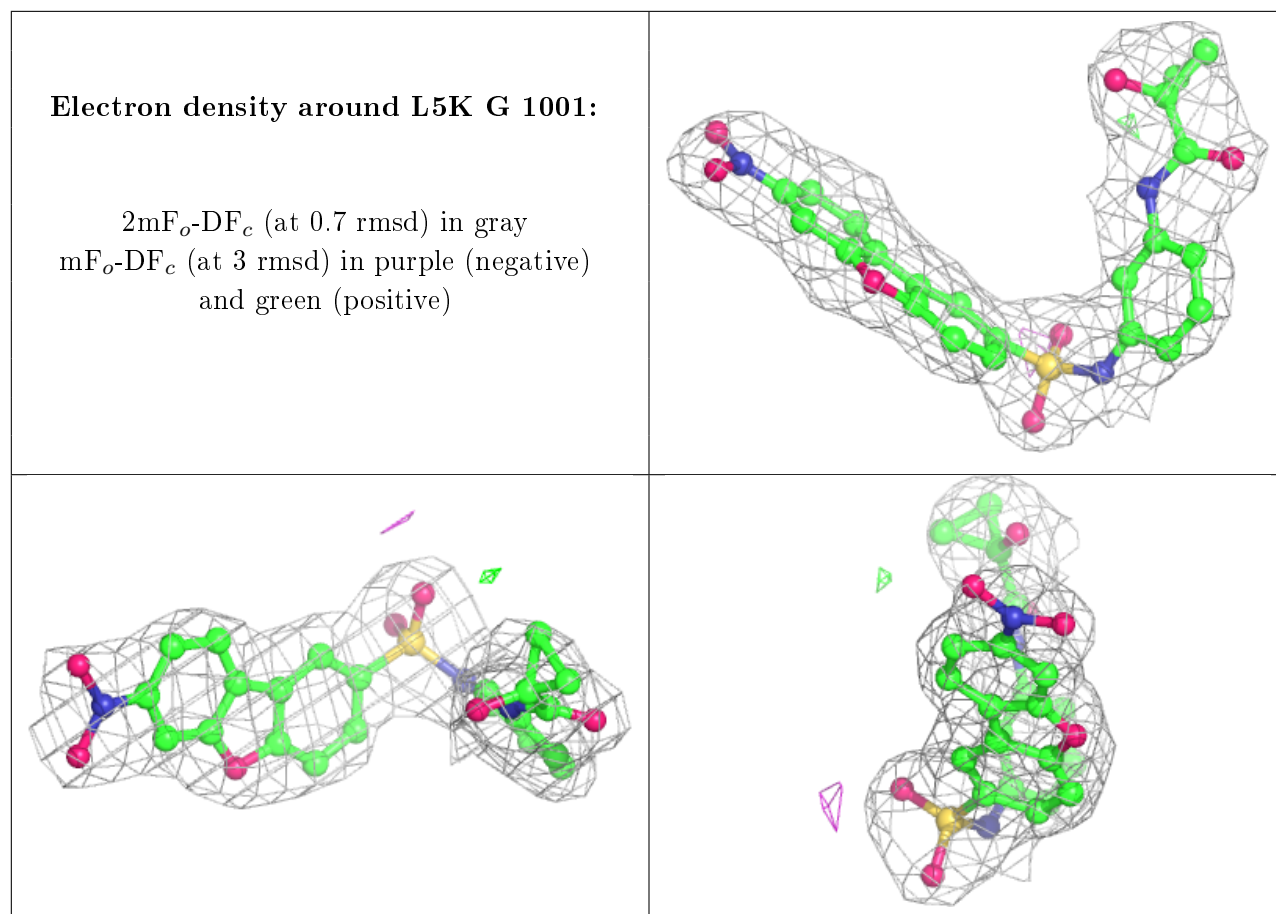 Electron density around L5K G 1001:
2mFₒ-DF𝒸 (at 0.7 rmsd) in gray
mFₒ-DF𝒸 (at 3 rmsd) in purple (negative)
and green (positive)